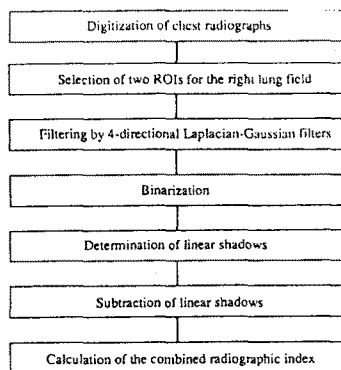 Digitization of chest radiographs
Selection of two ROIs for the right lung field
Filtering by 4-directional Laplacian-Gaussian filters
Binarization
Determination of linear shadows
Subtraction of linear shadows
Calculation of the combined radiographic index